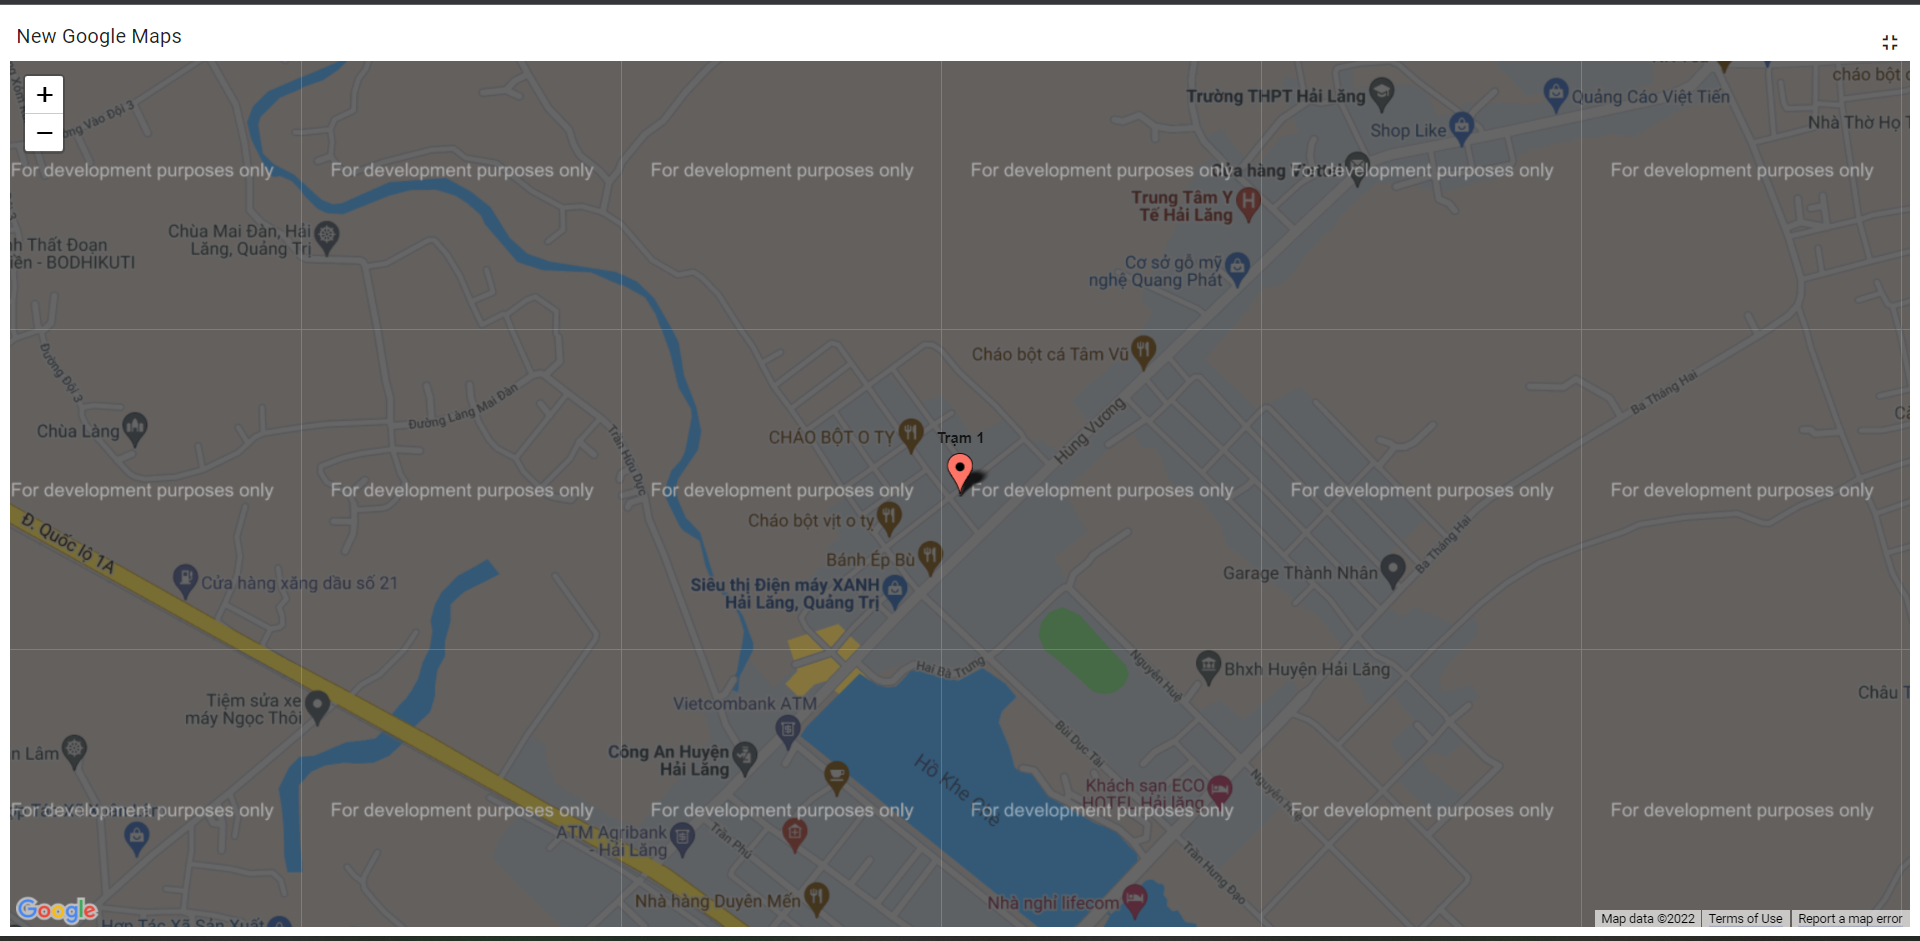 New Google Maps
+
−
Trường THPT Hải Lăng
Quảng Cáo Việt Tiến
cháo bột
Shop Like
Nhà Thờ Họ
For development purposes only
For development purposes only
For development purposes only
For development purposes only
For development purposes only
For development purposes only
Trung Tâm Y
Tế Hải Lăng
Chùa Mai Đàn, Hải
Lăng, Quảng Trị
Thất Đoạn
- BODHIKUTI
Cơ sở gỗ mỹ
nghệ Quang Phát
Cháo bột cá Tâm Vũ
Đường Đội 3
Ba Tháng Hai
Đường Làng Mai Đàn
Chùa Làng
Trần Hữu Dực
CHÁO BỘT O TỴ
Trạm 1
Hùng Vương
For development purposes only
For development purposes only
For development purposes only
For development purposes only
For development purposes only
For development purposes only
Đ. Quốc lộ 1A
Cháo bột vịt o tỵ
Bánh Ép Bù
Ba Tháng Hai
Cửa hàng xăng dầu số 21
Siêu thị Điện máy XANH
Hải Lăng, Quảng Trị
Garage Thành Nhân
Hai Bà Trưng
Nguyễn Huệ
Bhxh Huyện Hải Lăng
Tiệm sửa xe
máy Ngọc Thôi
Vietcombank ATM
Châu
Lâm
Công An Huyện
Hải Lăng
Bùi Dục Tài
Hồ Khe
Khách sạn ECO
HOTEL Hải lăng
For development purposes only
For development purposes only
For development purposes only
For development purposes only
For development purposes only
For development purposes only
ATM Agribank
- Hải Lăng
Trần Phú
Trần Hưng Đạo
Nhà hàng Duyên Mến
Nhà nghỉ lifecom
Google
Hợp Tác Xã Sản Xuất
Map data ©2022
Terms of Use
Report a map error